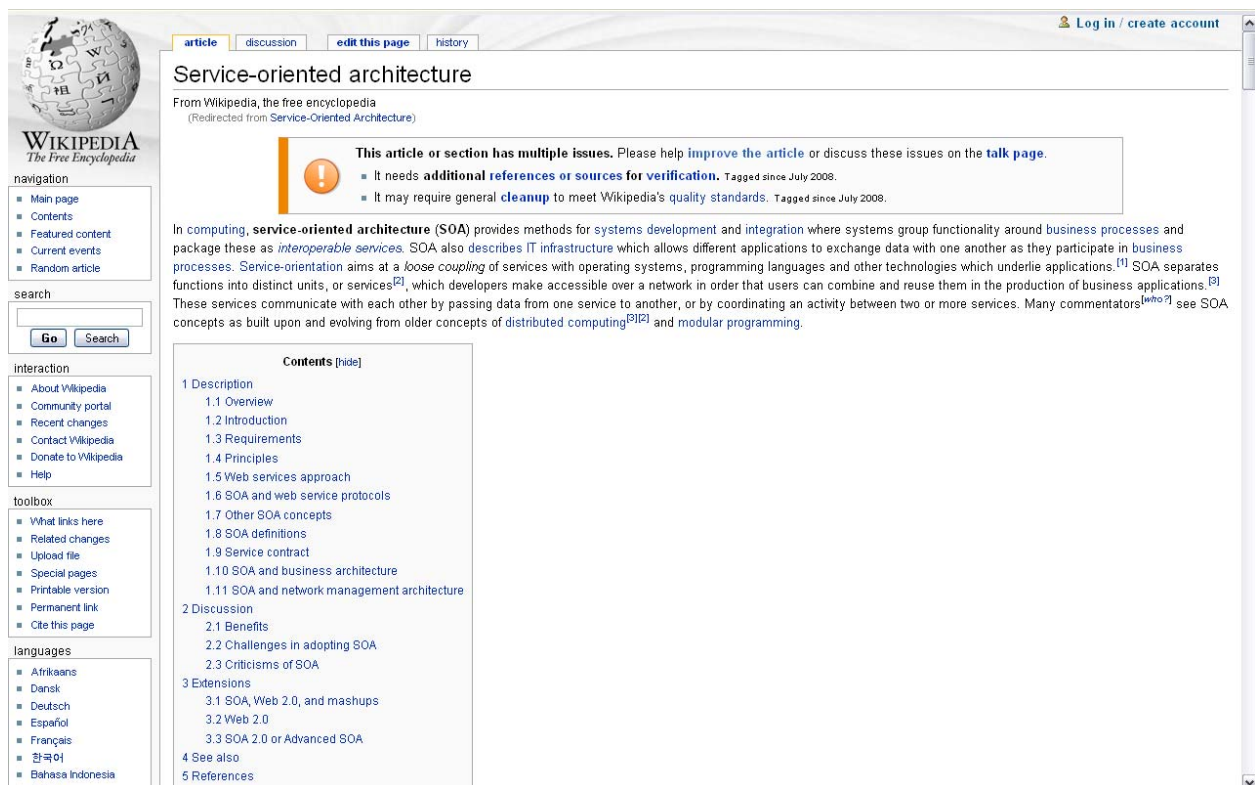 Log in / create account
article
discussion
edit this page
history
Service-oriented architecture
From Wikipedia, the free encyclopedia
(Redirected from Service-Oriented Architecture)
This article or section has multiple issues. Please help improve the article or discuss these issues on the talk page.
It needs additional references or sources for verification. Tagged since July 2008.
It may require general cleanup to meet Wikipedia's quality standards. Tagged since July 2008.
In computing, service-oriented architecture (SOA) provides methods for systems development and integration where systems group functionality around business processes and
package these as interoperable services. SOA also describes IT infrastructure which allows different applications to exchange data with one another as they participate in business
processes. Service-orientation aims at a loose coupling of services with operating systems, programming languages and other technologies which underlie applications.[1] SOA separates
functions into distinct units, or services[2], which developers make accessible over a network in order that users can combine and reuse them in the production of business applications.[3]
These services communicate with each other by passing data from one service to another, or by coordinating an activity between two or more services. Many commentators[who?] see SOA
concepts as built upon and evolving from older concepts of distributed computing[3][2] and modular programming.
Contents [hide]
1 Description
1.1 Overview
1.2 Introduction
1.3 Requirements
1.4 Principles
1.5 Web services approach
1.6 SOA and web service protocols
1.7 Other SOA concepts
1.8 SOA definitions
1.9 Service contract
1.10 SOA and business architecture
1.11 SOA and network management architecture
2 Discussion
2.1 Benefits
2.2 Challenges in adopting SOA
2.3 Criticisms of SOA
3 Extensions
3.1 SOA, Web 2.0, and mashups
3.2 Web 2.0
3.3 SOA 2.0 or Advanced SOA
4 See also
5 References
Ω
W
И
祖
WIKIPEDIA
The Free Encyclopedia
navigation
Main page
Contents
Featured content
Current events
Random article
search
Go
Search
interaction
About Wikipedia
Community portal
Recent changes
Contact Wikipedia
Donate to Wikipedia
Help
toolbox
What links here
Related changes
Upload file
Special pages
Printable version
Permanent link
Cite this page
languages
Afrikaans
Dansk
Deutsch
Español
Français
한국어
Bahasa Indonesia